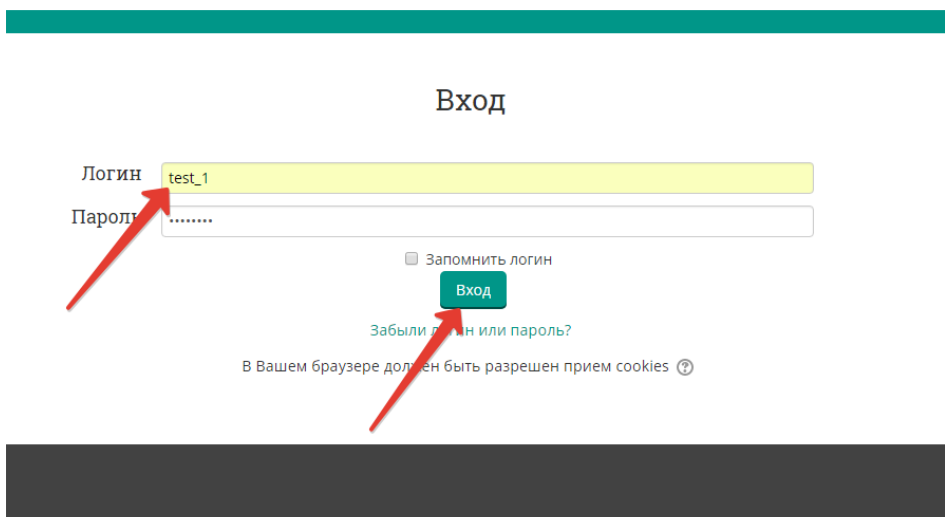 Вход
Логин test_1
Пароль ········
Запомнить логин
Вход
Забыли логин или пароль?
В Вашем браузере должен быть разрешен прием cookies ?